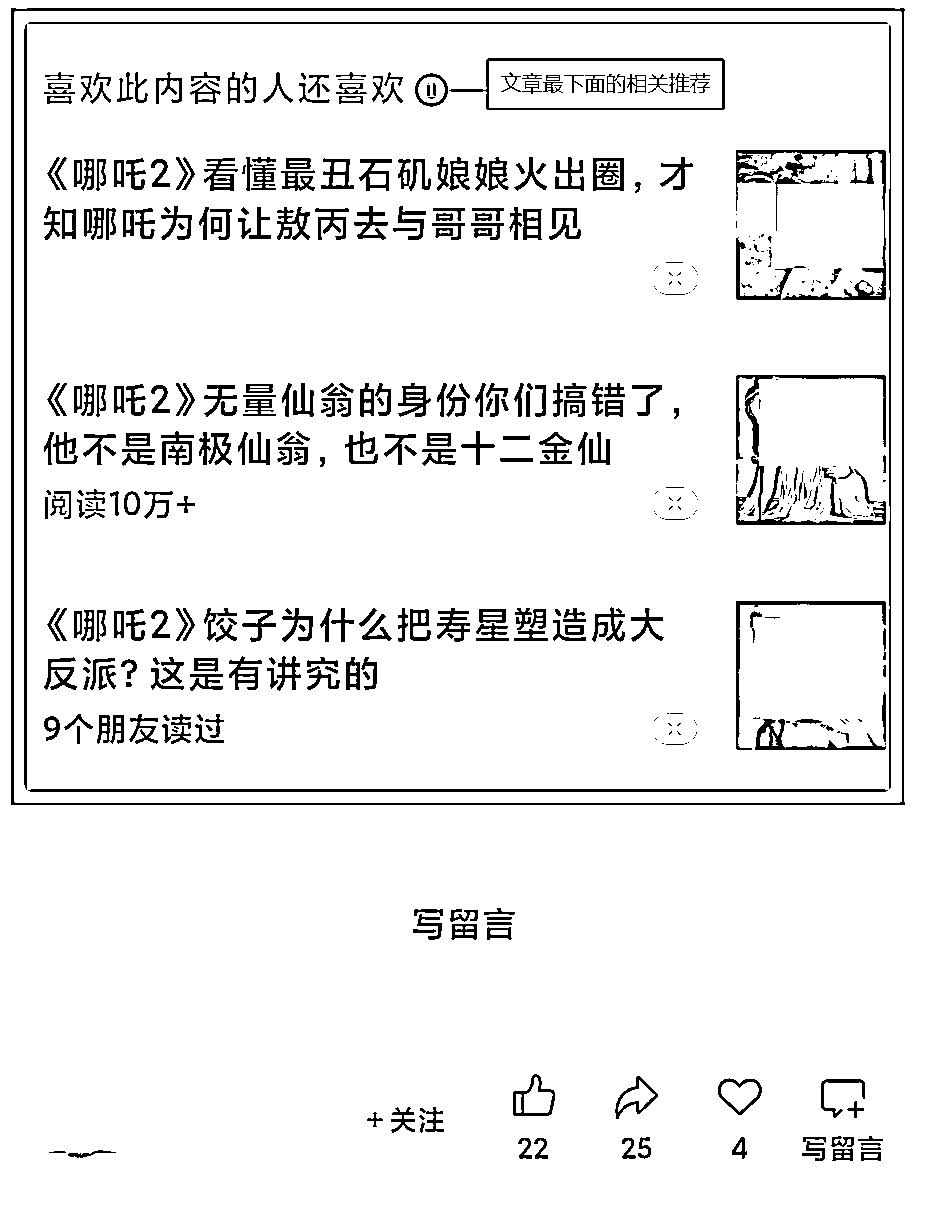 喜欢此内容的人还喜欢
文章最下面的相关推荐
《哪吒2》看懂最丑石矶娘娘火出圈，才
知哪吒为何让敖丙去与哥哥相见
《哪吒2》无量仙翁的身份你们搞错了，
他不是南极仙翁，也不是十二金仙
阅读10万+
《哪吒2》饺子为什么把寿星塑造成大
反派？这是有讲究的
9个朋友读过
写留言
+关注
22
25
4
写留言